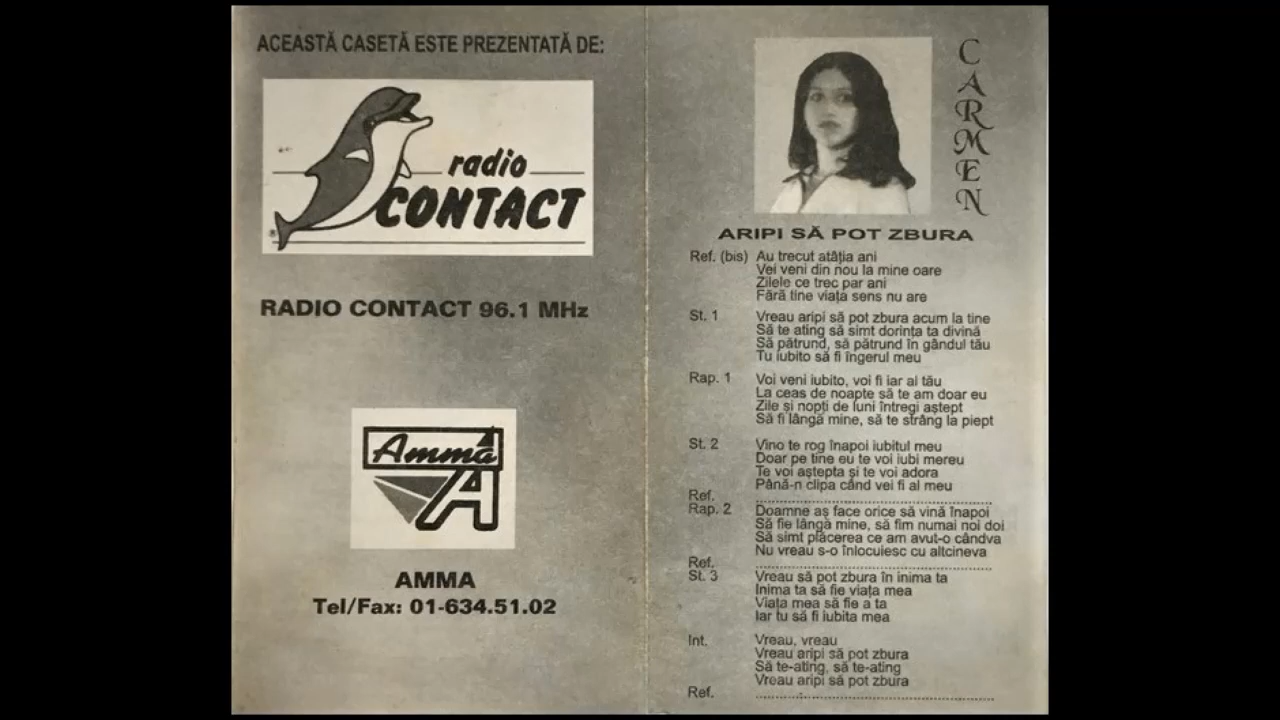 ACEASTĂ CASETĂ ESTE PREZENTATĂ DE:
radio
CONTACT
RADIO CONTACT 96.1 MHz
Amma
A
AMMA
Tel/Fax: 01-634.51.02
CARMEN
ARIPI SĂ POT ZBURA
Ref. (bis) Au trecut atâția ani
Vei veni din nou la mine oare
Zilele ce trec par ani
Fără tine viața sens nu are
St. 1 Vreau aripi să pot zbura acum la tine
Să te ating să simt dorința ta divină
Să pătrund, să pătrund în gândul tău
Tu iubito să fi îngerul meu
Rap. 1 Voi veni iubito, voi fi iar al tău
La ceas de noapte să te am doar eu
Zile și nopți de luni întregi aștept
Să fi lângă mine, să te strâng la piept
St. 2 Vino te rog înapoi iubitul meu
Doar pe tine eu te voi iubi mereu
Te voi aștepta și te voi adora
Până-n clipa când vei fi al meu
Ref. ........................................................
Rap. 2 Doamne aș face orice să vină înapoi
Să fie lângă mine, să fim numai noi doi
Să simt plăcerea ce am avut-o cândva
Nu vreau s-o înlocuiesc cu altcineva
Ref. ........................................................
St. 3 Vreau să pot zbura în inima ta
Inima ta să fie viața mea
Viața mea să fie a ta
Iar tu să fi iubita mea
Int. Vreau, vreau
Vreau aripi să pot zbura
Să te-ating, să te-ating
Vreau aripi să pot zbura
Ref. ........................................................